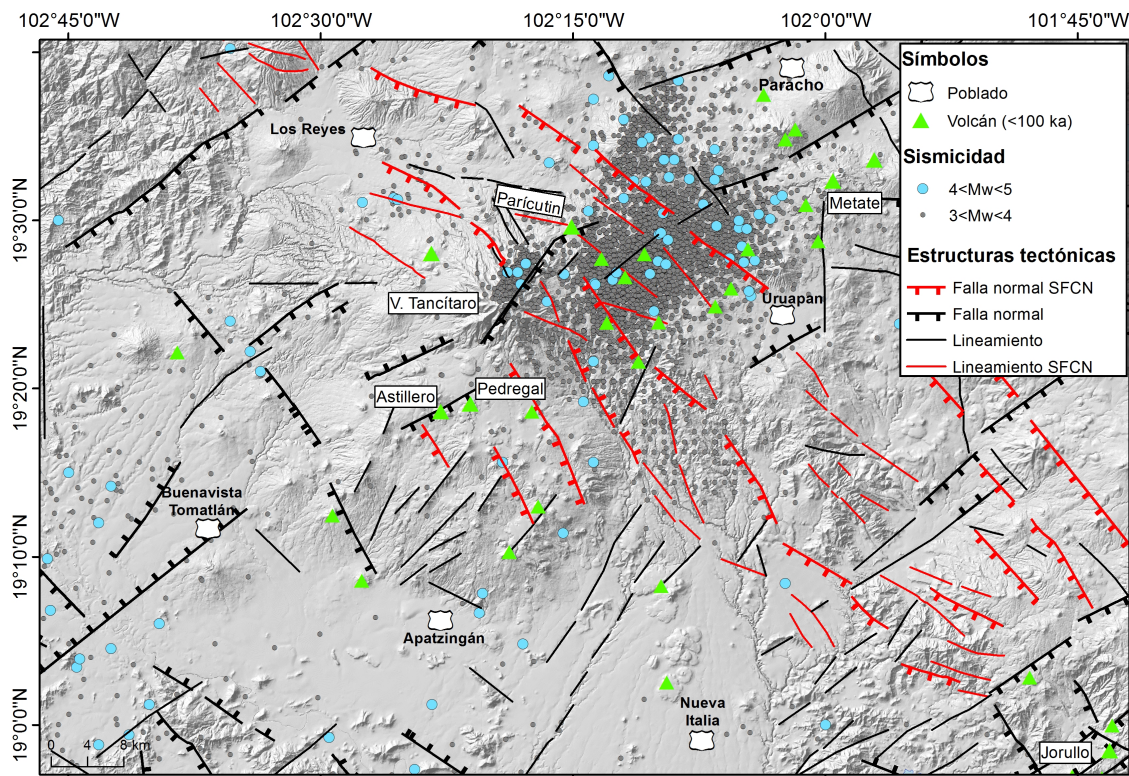 102°45'0"W
102°30'0"W
102°15'0"W
102°0'0"W
101°45'0"W
19°30'0"N
19°20'0"N
19°10'0"N
19°0'0"N
Símbolos
Poblado
Volcán (<100 ka)
Sismicidad
4<Mw<5
3<Mw<4
Estructuras tectónicas
Falla normal SFCN
Falla normal
Lineamiento
Lineamiento SFCN
Paracho
Los Reyes
Parícutin
Metate
V. Tancítaro
Uruapan
Astillero
Pedregal
Buenavista
Tomatlán
Apatzingán
Nueva
Italia
Jorullo
0 4 8 km